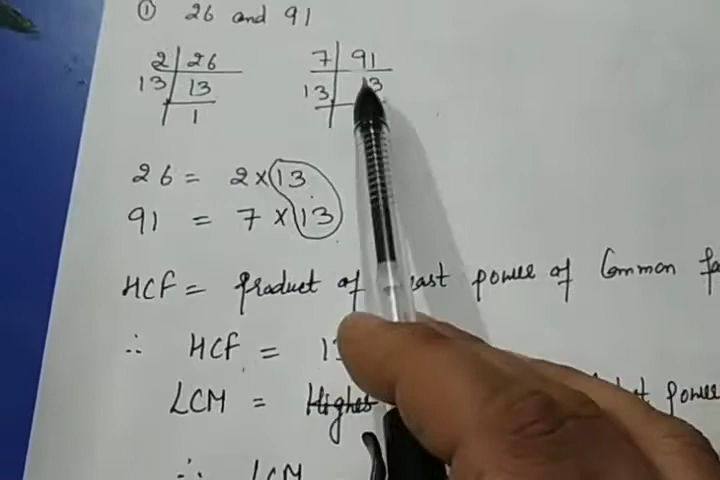 ① 26 and 91
2 | 26 7 | 91
13 | 13 13 | 13
1
26 = 2 × 13
91 = 7 × 13
HCF = Product of power of Common
∴ HCF =
LCM = Highest power
∴ LCM